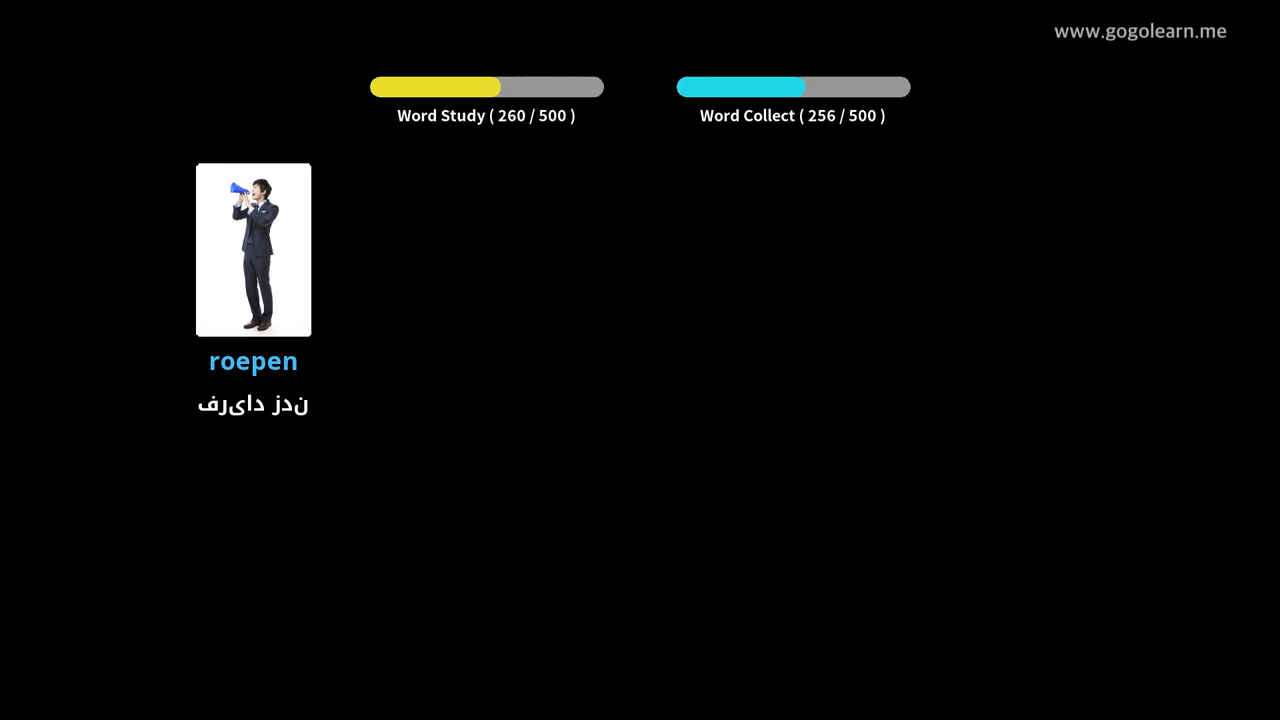 www.gogolearn.me
Word Study ( 260 / 500 )
Word Collect ( 256 / 500 )
roepen
فریاد زدن